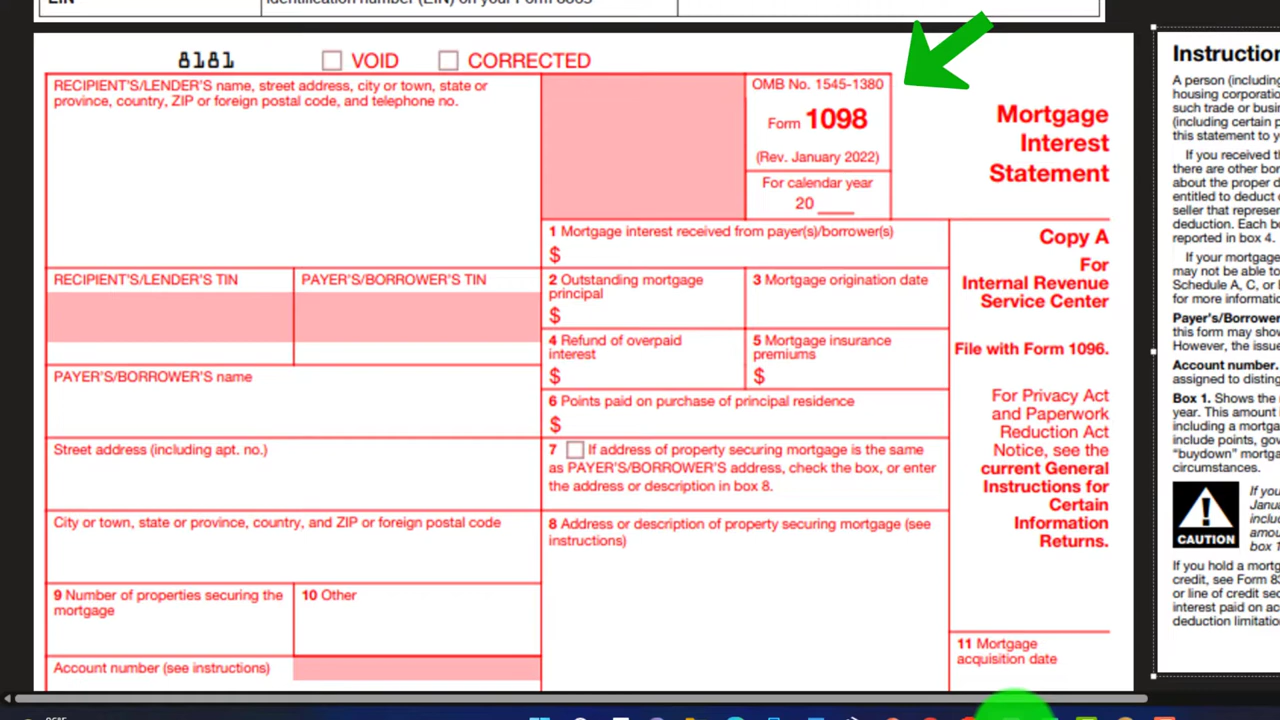 EIN
identification number (EIN) on your Form
8181
VOID
CORRECTED
RECIPIENT'S/LENDER'S name, street address, city or town, state or
province, country, ZIP or foreign postal code, and telephone no.
OMB No. 1545-1380
Form 1098
(Rev. January 2022)
For calendar year
20 ____
Mortgage
Interest
Statement
1 Mortgage interest received from payer(s)/borrower(s)
$
Copy A
For
Internal Revenue
Service Center
File with Form 1096.
For Privacy Act
and Paperwork
Reduction Act
Notice, see the
current General
Instructions for
Certain
Information
Returns.
RECIPIENT'S/LENDER'S TIN
PAYER'S/BORROWER'S TIN
2 Outstanding mortgage
principal
$
3 Mortgage origination date
4 Refund of overpaid
interest
$
5 Mortgage insurance
premiums
$
PAYER'S/BORROWER'S name
6 Points paid on purchase of principal residence
$
Street address (including apt. no.)
7 If address of property securing mortgage is the same
as PAYER'S/BORROWER'S address, check the box, or enter
the address or description in box 8.
City or town, state or province, country, and ZIP or foreign postal code
8 Address or description of property securing mortgage (see
instructions)
9 Number of properties securing the
mortgage
10 Other
11 Mortgage
acquisition date
Account number (see instructions)
Instruction
A person (including
housing corporatio
such trade or busi
(including certain p
this statement to y
If you received th
there are other bor
about the proper d
entitled to deduct
seller that represen
deduction. Each bo
reported in box 4.
If your mortgage
may not be able to
Schedule A, C, or
for more informatio
Payer's/Borrower
this form may show
However, the issue
Account number.
assigned to disting
Box 1. Shows the
year. This amount i
including a mortga
include points, gov
"buydown" mortga
circumstances.
CAUTION
If you
Janua
inclu
amou
box 1
If you hold a mortg
credit, see Form 8
or line of credit sec
interest paid on ac
deduction limitatio